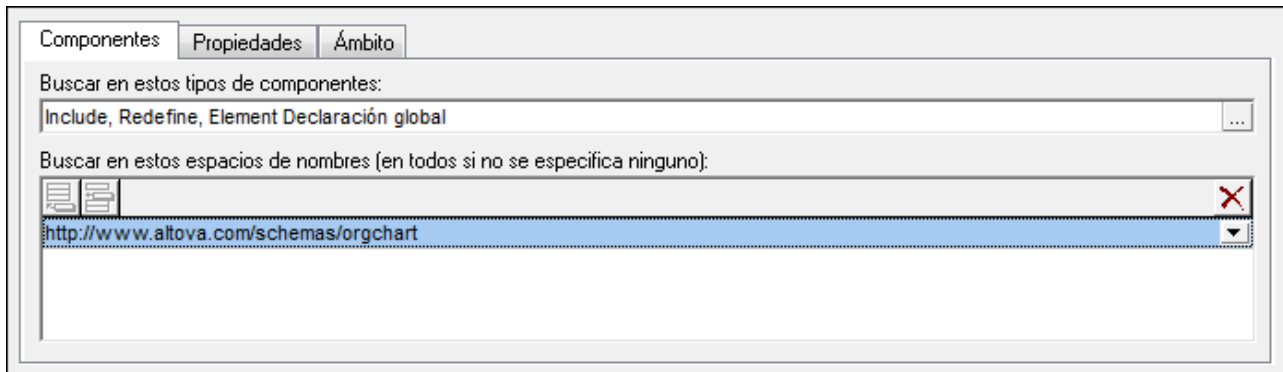 Componentes Propiedades Ámbito
Buscar en estos tipos de componentes:
Include, Redefine, Element Declaración global ...
Buscar en estos espacios de nombres (en todos si no se especifica ninguno):
http://www.altova.com/schemas/orgchart